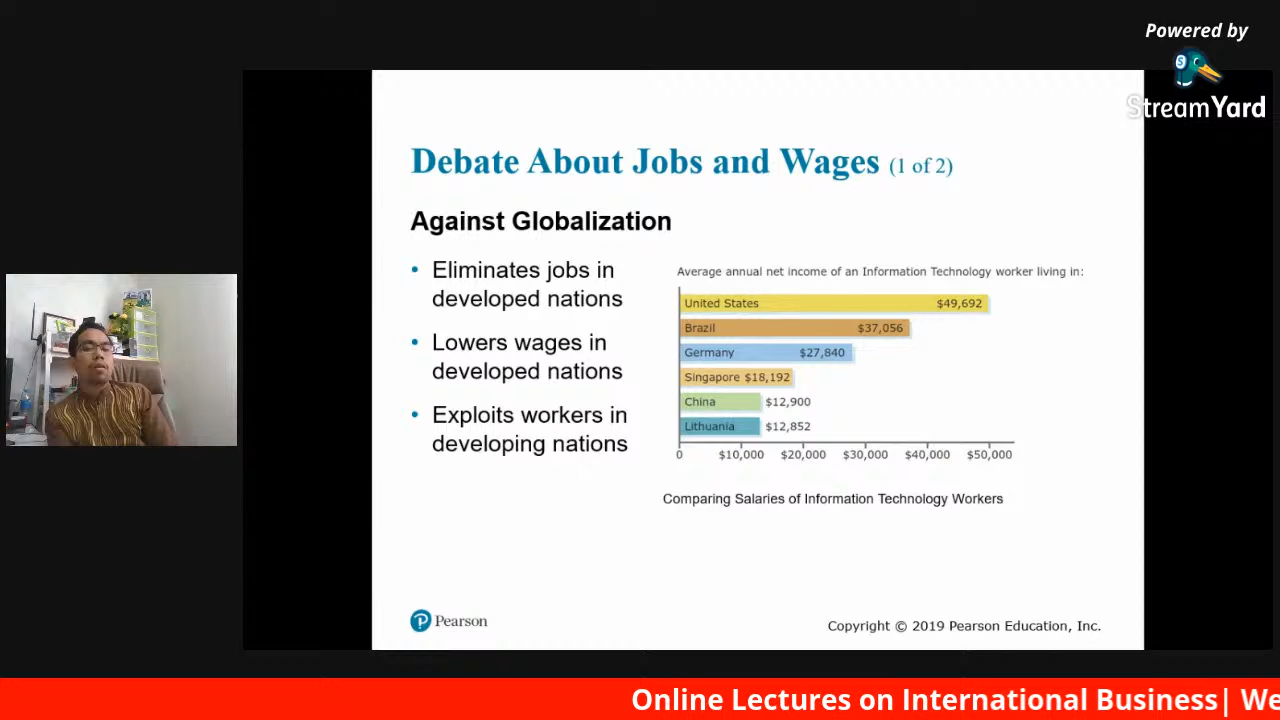 Powered by
StreamYard
Debate About Jobs and Wages (1 of 2)
Against Globalization
• Eliminates jobs in
developed nations
• Lowers wages in
developed nations
• Exploits workers in
developing nations
Average annual net income of an Information Technology worker living in:
United States $49,692
Brazil $37,056
Germany $27,840
Singapore $18,192
China $12,900
Lithuania $12,852
0 $10,000 $20,000 $30,000 $40,000 $50,000
Comparing Salaries of Information Technology Workers
P Pearson
Copyright © 2019 Pearson Education, Inc.
Online Lectures on International Business| We